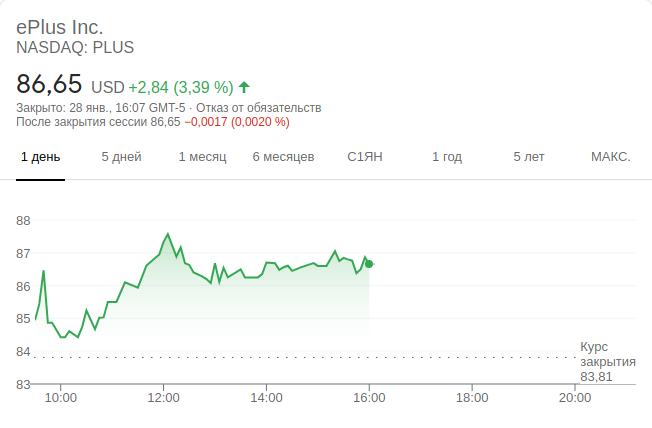 ePlus Inc.
NASDAQ: PLUS
86,65 USD +2,84 (3,39 %)
Закрыто: 28 янв., 16:07 GMT-5 · Отказ от обязательств
После закрытия сессии 86,65 −0,0017 (0,0020 %)
1 день 5 дней 1 месяц 6 месяцев С1ЯН 1 год 5 лет МАКС.
88
87
86
85
84
Курс
закрытия
83,81
83
10:00 12:00 14:00 16:00 18:00 20:00